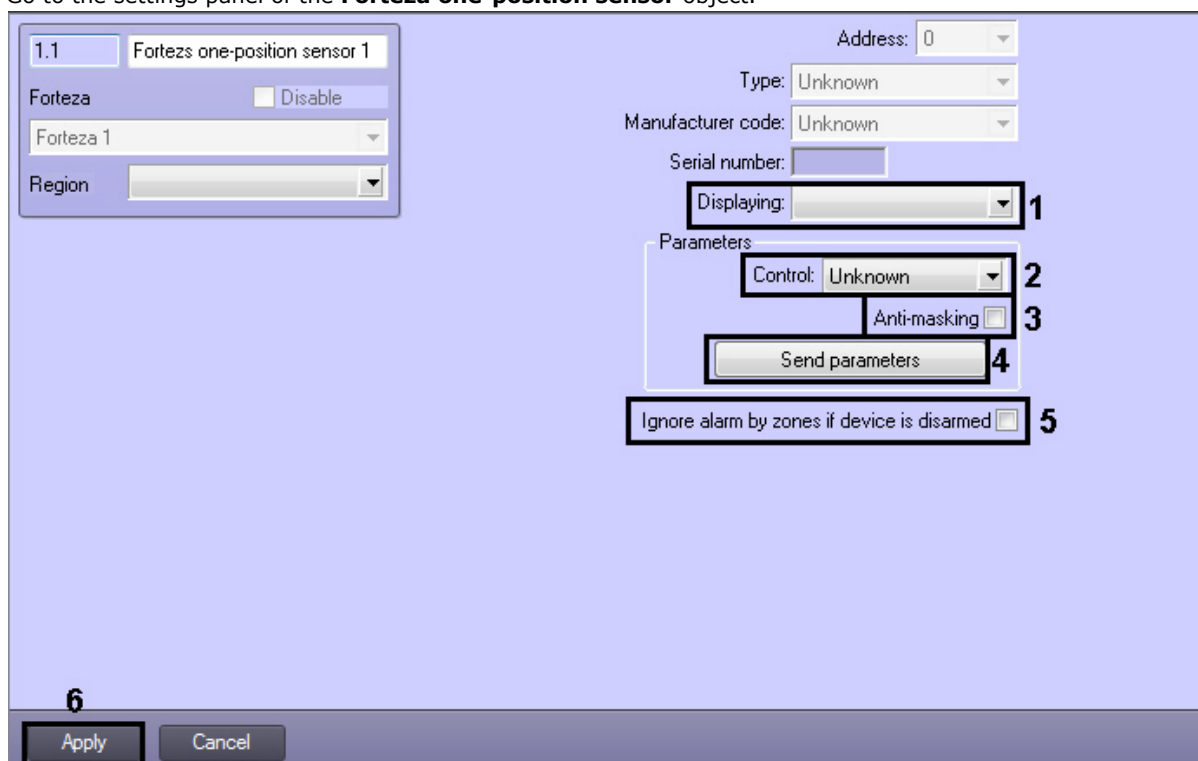 Go to the settings panel of the Forteza one-position sensor object.
1.1 Fortezs one-position sensor 1
Forteza Disable
Forteza 1
Region
Address: 0
Type: Unknown
Manufacturer code: Unknown
Serial number:
Displaying: 1
Parameters
Control: Unknown 2
Anti-masking 3
Send parameters 4
Ignore alarm by zones if device is disarmed 5
6
Apply Cancel